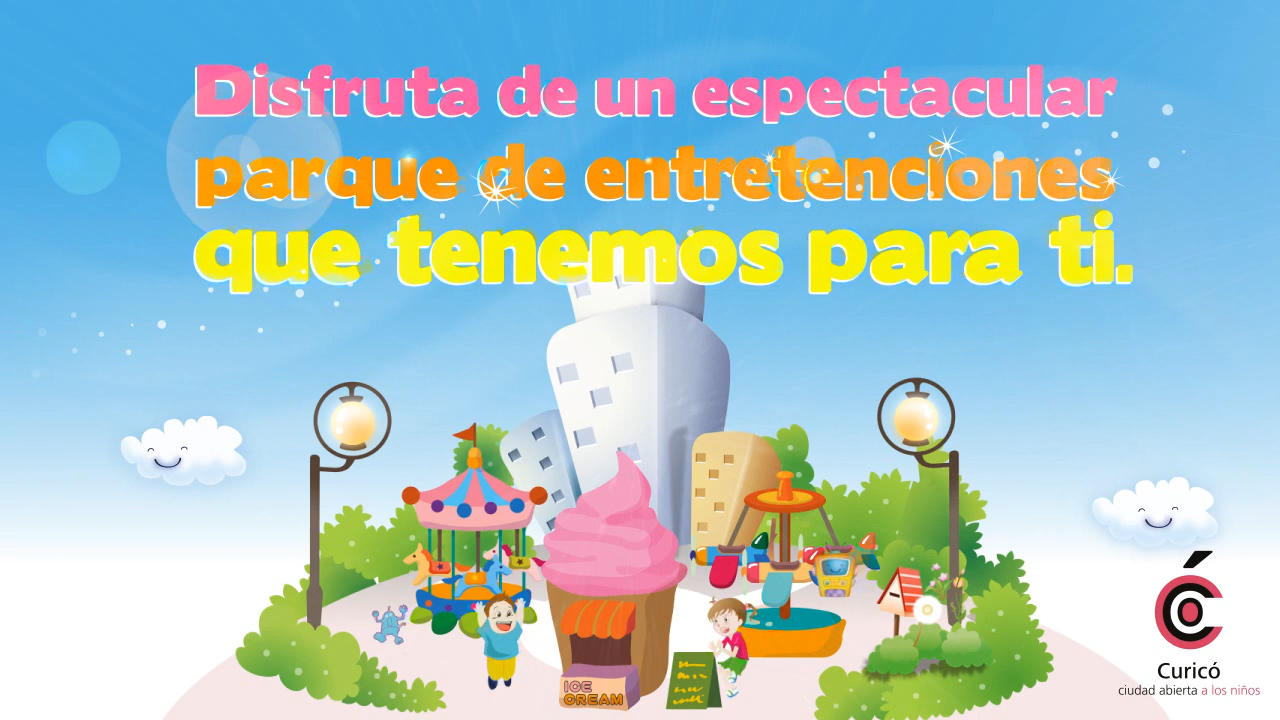 Disfruta de un espectacular
parque de entretenciones
que tenemos para ti.
ICE
CREAM
Curicó
ciudad abierta a los niños